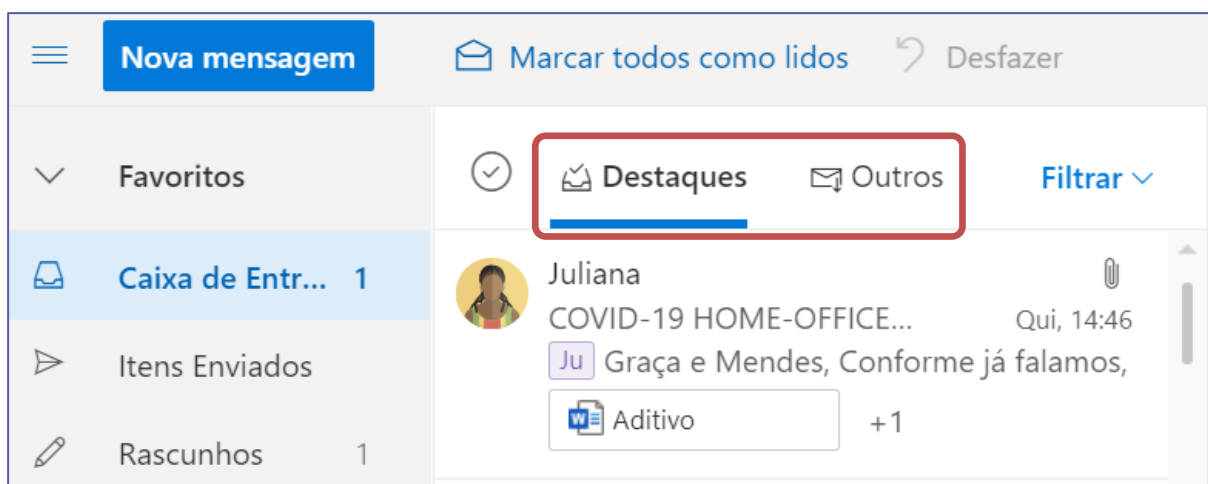 Nova mensagem Marcar todos como lidos Desfazer
Favoritos Destaques Outros Filtrar
Caixa de Entr... 1
Juliana
COVID-19 HOME-OFFICE... Qui, 14:46
Itens Enviados
Ju Graça e Mendes, Conforme já falamos,
Aditivo +1
Rascunhos 1